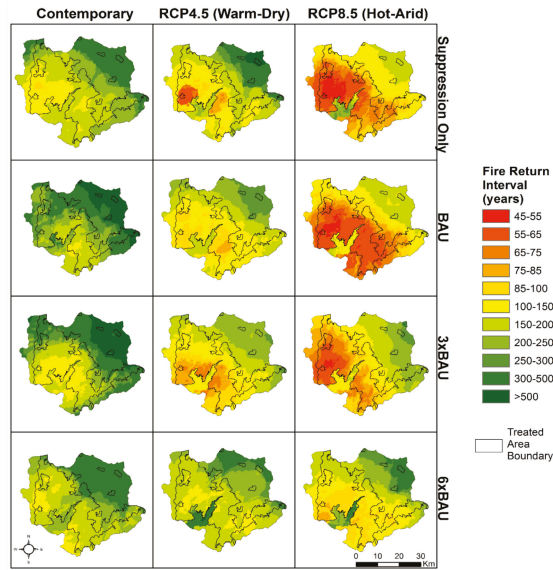 Contemporary
RCP4.5 (Warm-Dry)
RCP8.5 (Hot-Arid)
Suppression Only
BAU
3xBAU
6xBAU
Fire Return
Interval
(years)
45-55
55-65
65-75
75-85
85-100
100-150
150-200
200-250
250-300
300-500
>500
Treated
Area
Boundary
0 10 20 30
Km